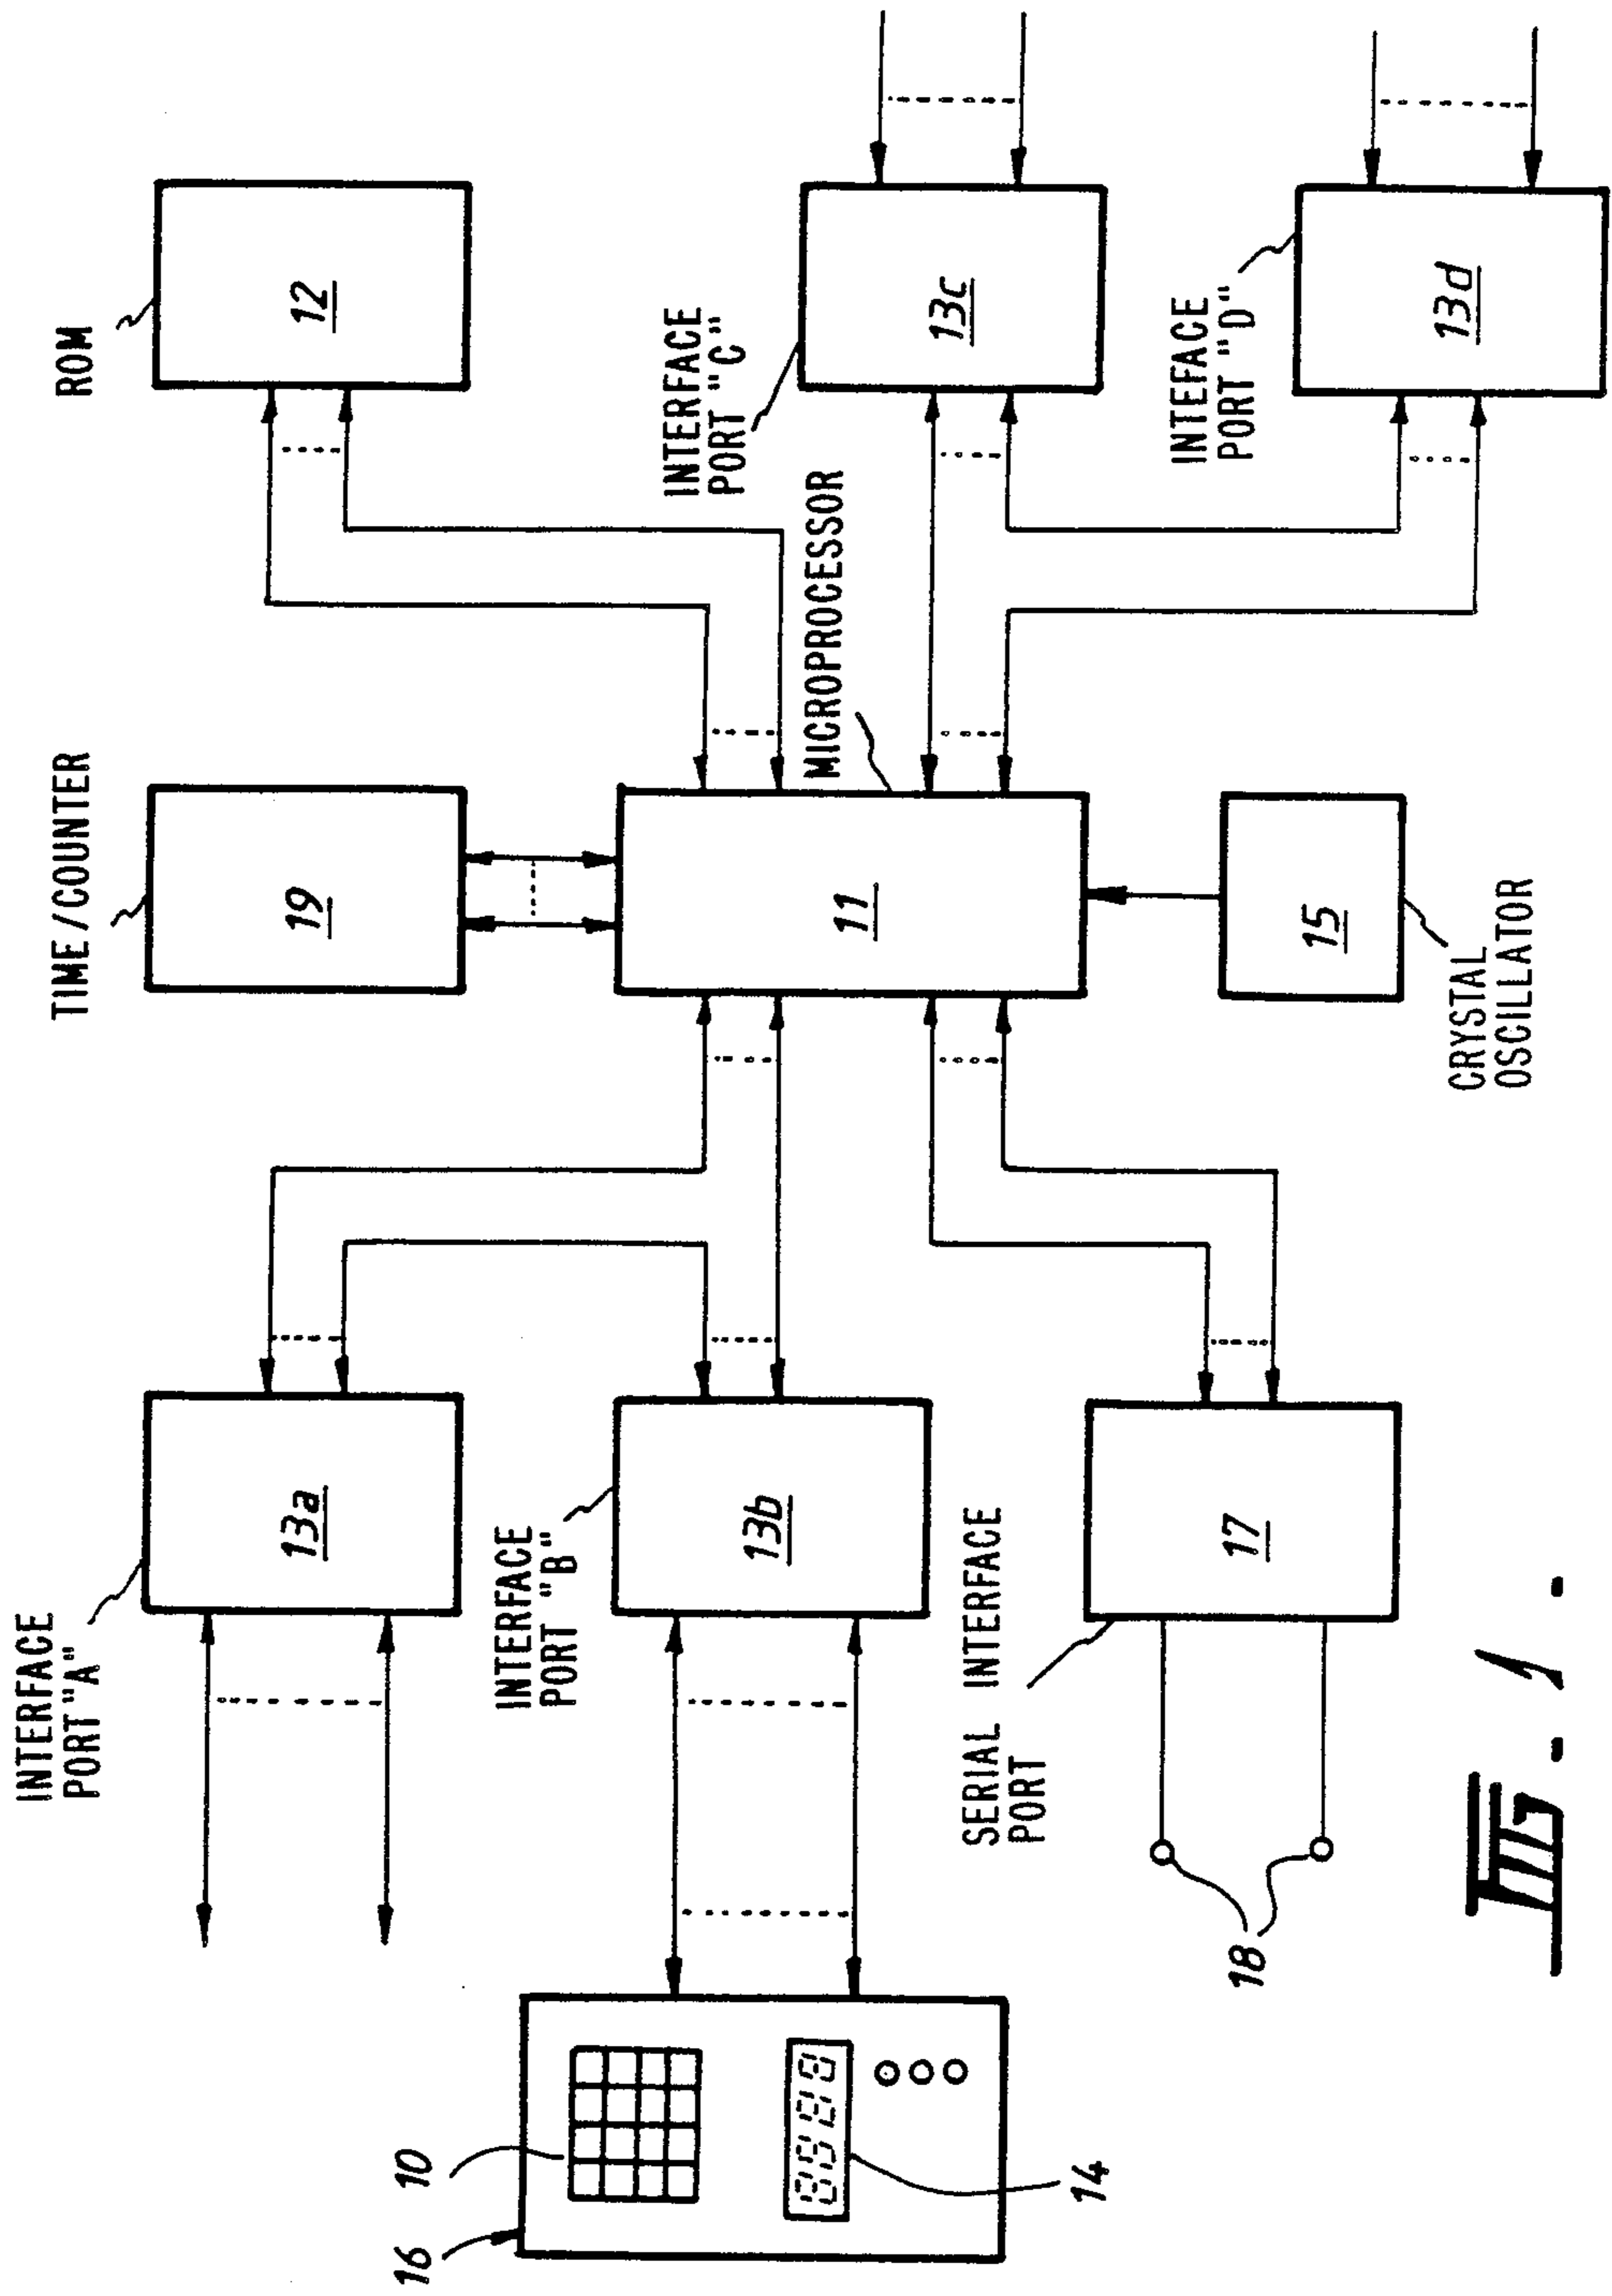 TIME/COUNTER
ROM
INTERFACE
PORT "A"
19
12
13a
INTERFACE
PORT "B"
16
10
MICROPROCESSOR
INTERFACE
PORT "C"
13b
11
13c
14
SERIAL INTERFACE
PORT
INTEFACE
PORT "D"
18
17
15
13d
CRYSTAL
OSCILLATOR
FIG. 1.